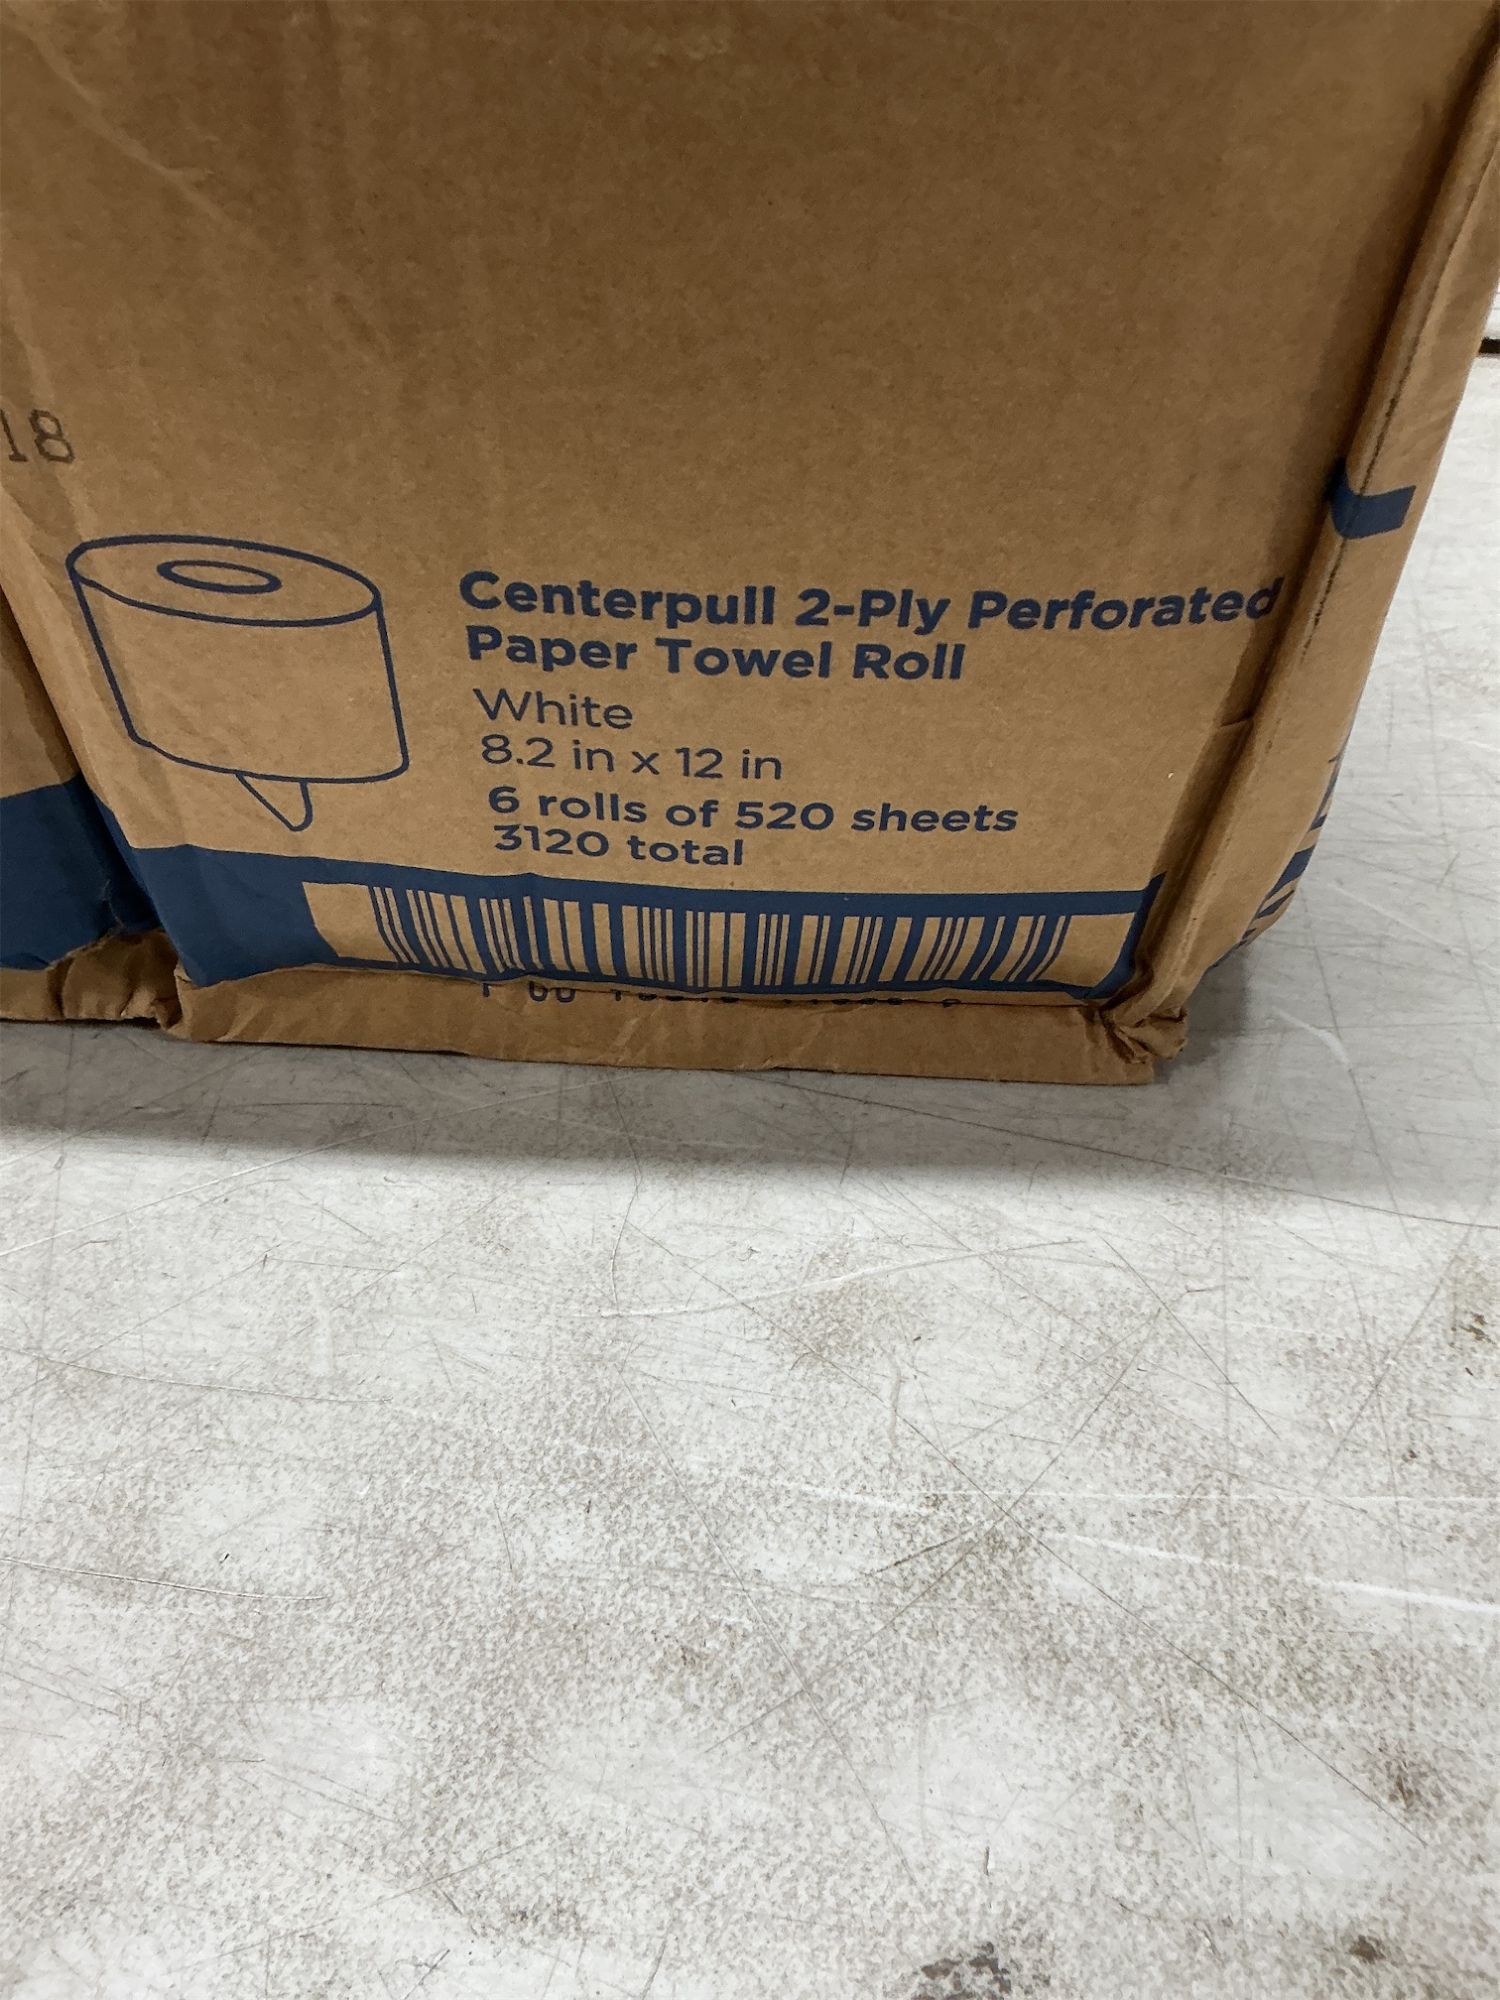 18
Centerpull 2-Ply Perforated
Paper Towel Roll
White
8.2 in x 12 in
6 rolls of 520 sheets
3120 total